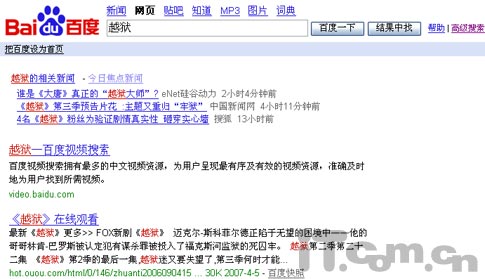 新闻 网页 贴吧 知道 MP3 图片 词典
Bai 百度 越狱 百度一下 结果中找 帮助 | 高级搜索
把百度设为首页
越狱的相关新闻 - 今日焦点新闻
谁是《大唐》真正的“越狱大师”? eNet硅谷动力 2小时4分钟前
《越狱》第三季预告片花 :主题又重归“牢狱” 中国新闻网 4小时11分钟前
4名《越狱》粉丝为验证剧情真实性 砸穿实心墙 搜狐 13小时前
越狱—百度视频搜索
百度视频搜索拥有最多的中文视频资源，为用户呈现最有序及有效的视频资源，准确及时
地为用户找到所需视频。
video.baidu.com
《越狱》在线观看
最新《越狱》更多>> FOX新剧《越狱》 迈克尔-斯科菲尔德正陷于无望的困境中――他的
哥哥林肯-巴罗斯被认定犯有谋杀罪被投入了福克斯河监狱的死囚牢。 越狱第二季第二十
二集 《越狱》第2季的最后一集,越狱迷又要失望了,第三季何时才能...
hot.ouou.com/html/0/146/zhuanti2006090415 ... 30K 2007-4-5 - 百度快照
IT.com.cn